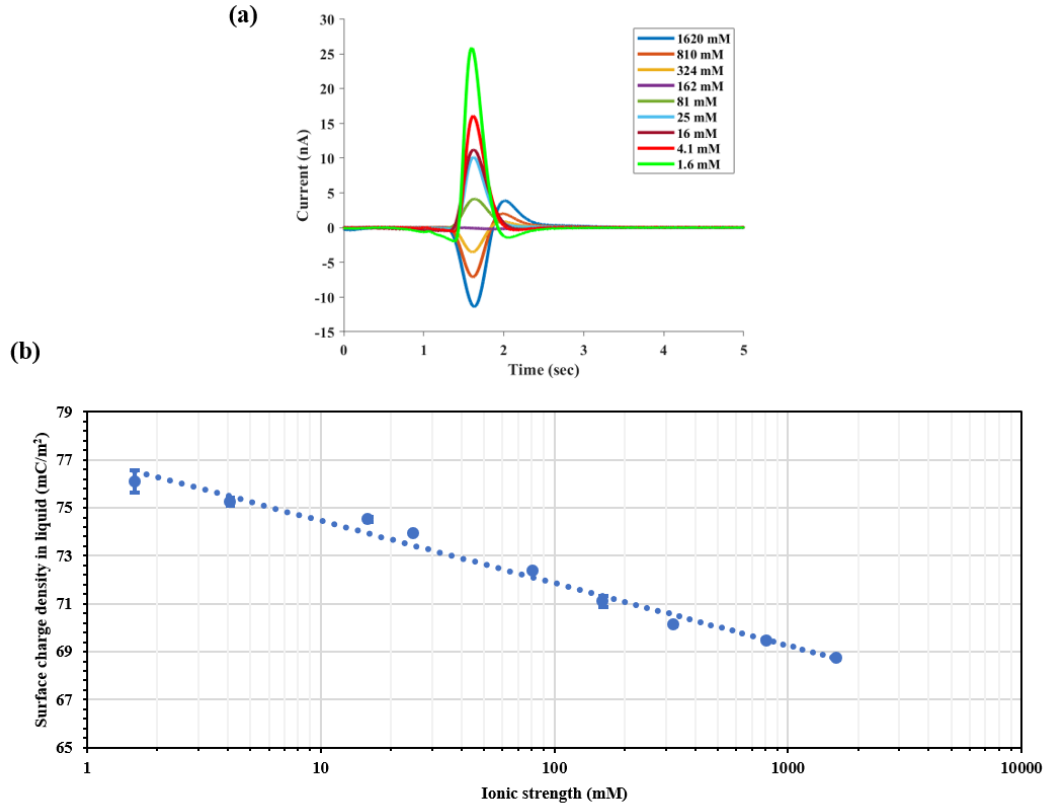 (a)
30
25
20
15
10
5
0
-5
-10
-15
Current (nA)
0 1 2 3 4 5
Time (sec)
1620 mM
810 mM
324 mM
162 mM
81 mM
25 mM
16 mM
4.1 mM
1.6 mM
(b)
79
77
75
73
71
69
67
65
Surface charge density in liquid (mC/m²)
1 10 100 1000 10000
Ionic strength (mM)